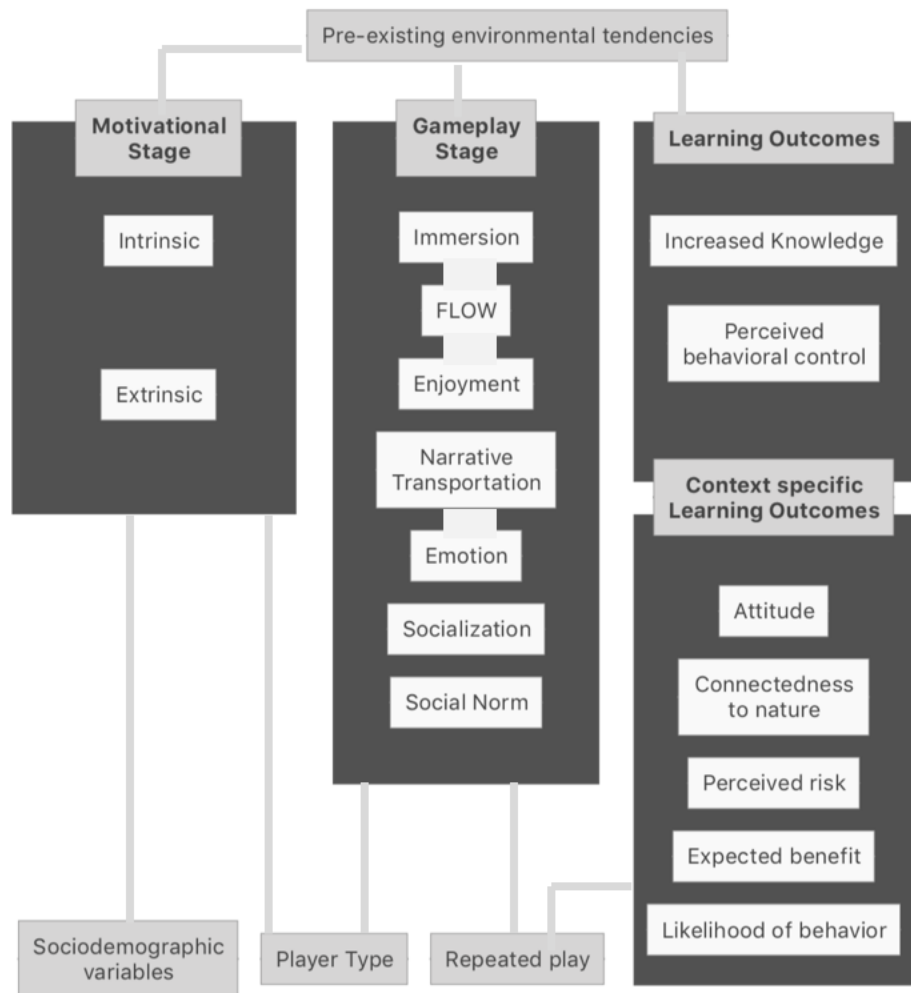 Pre-existing environmental tendencies
Motivational
Stage
Intrinsic
Extrinsic
Gameplay
Stage
Immersion
FLOW
Enjoyment
Narrative
Transportation
Emotion
Socialization
Social Norm
Learning Outcomes
Increased Knowledge
Perceived
behavioral control
Context specific
Learning Outcomes
Attitude
Connectedness
to nature
Perceived risk
Expected benefit
Likelihood of behavior
Sociodemographic
variables
Player Type
Repeated play